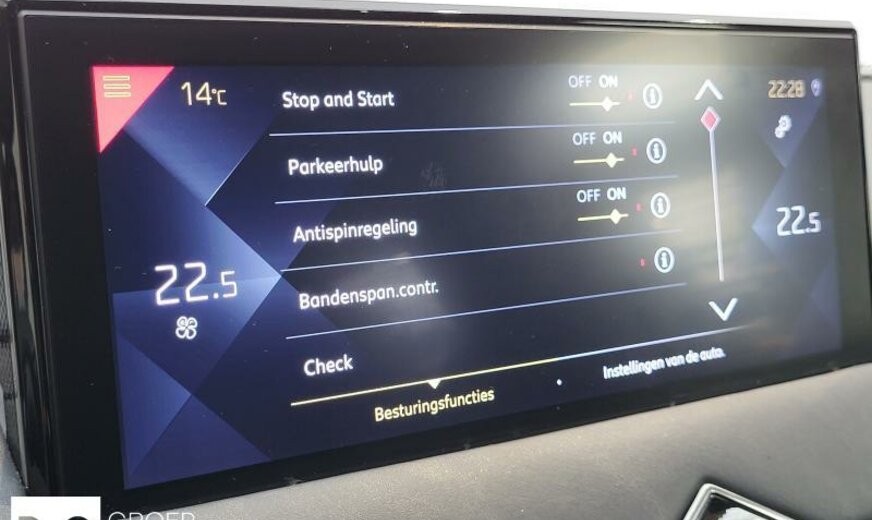 14°C
22:28
Stop and Start
OFF ON
Parkeerhulp
OFF ON
Antispinregeling
OFF ON
22.5
22.5
Bandenspan.contr.
Check
Besturingsfuncties
Instellingen van de auto.
GROEP